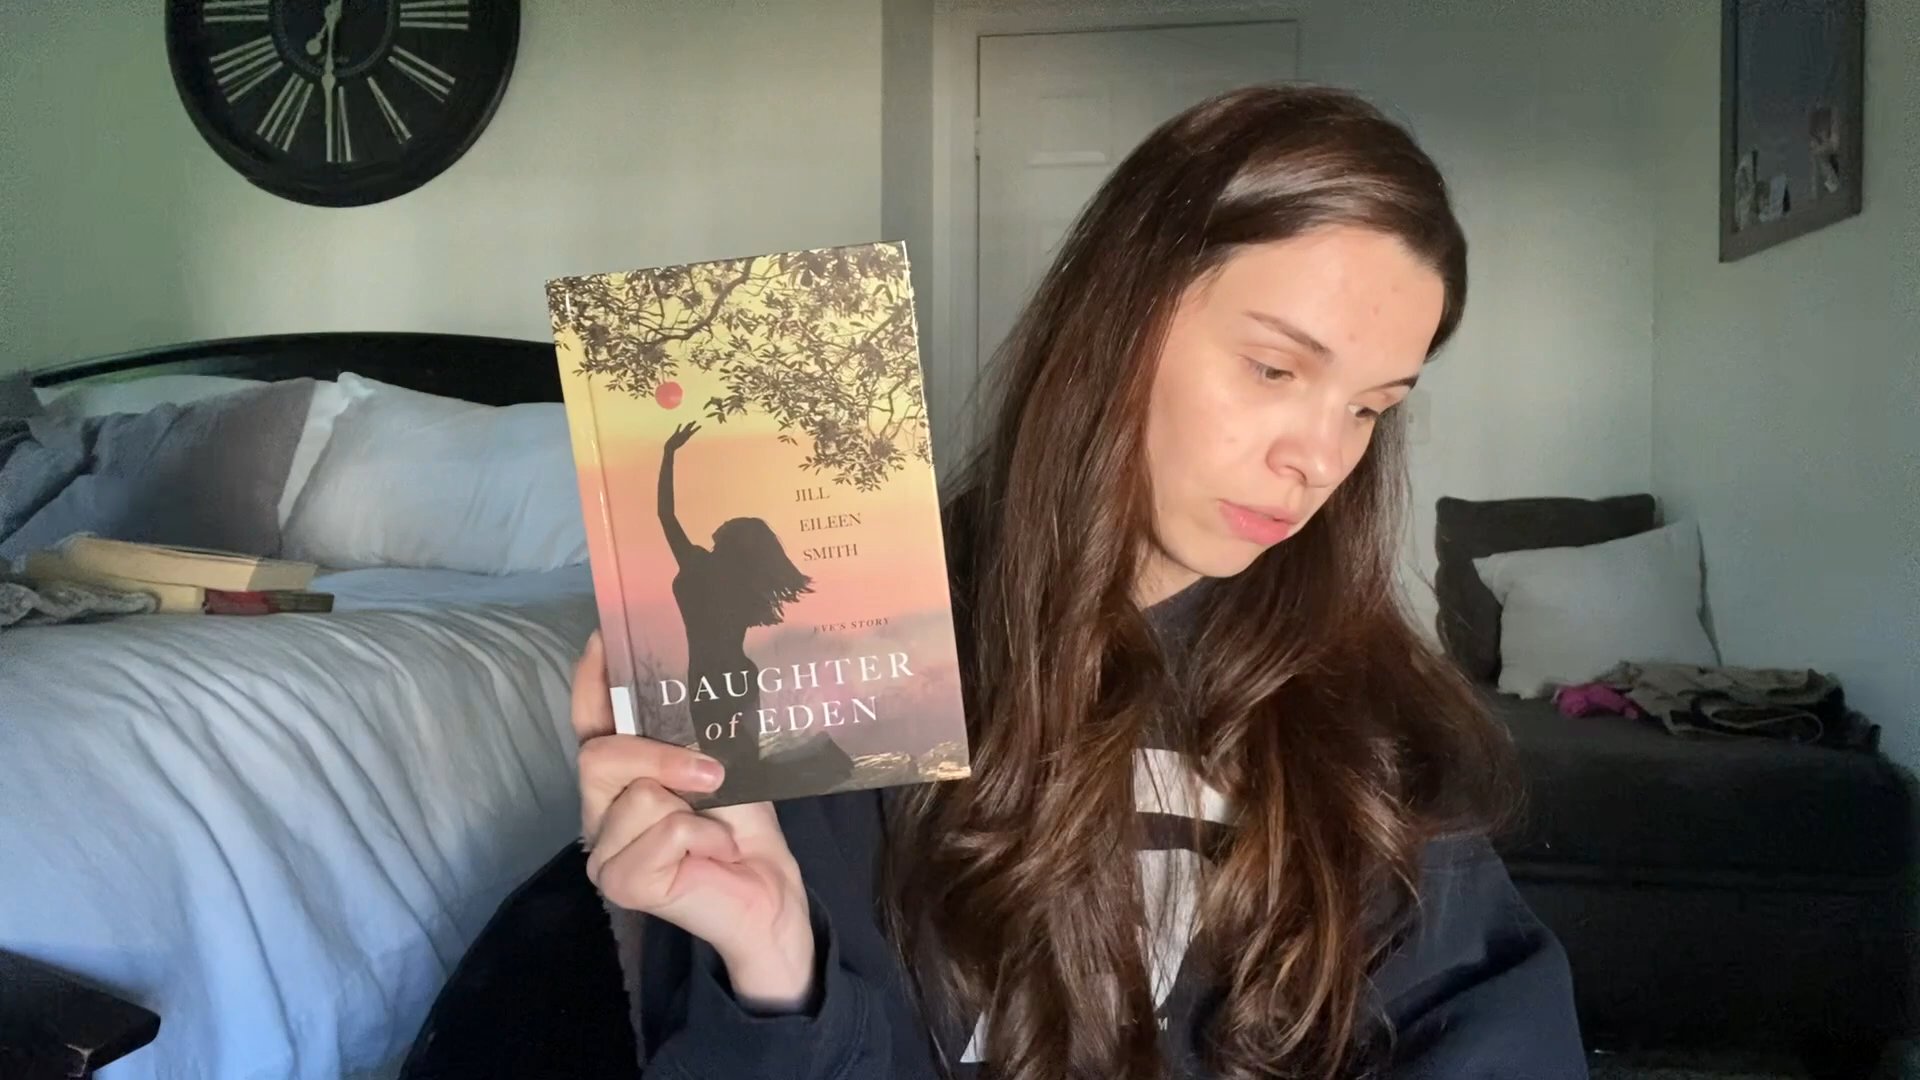 JILL
EILEEN
SMITH
EVE'S STORY
DAUGHTER
of EDEN